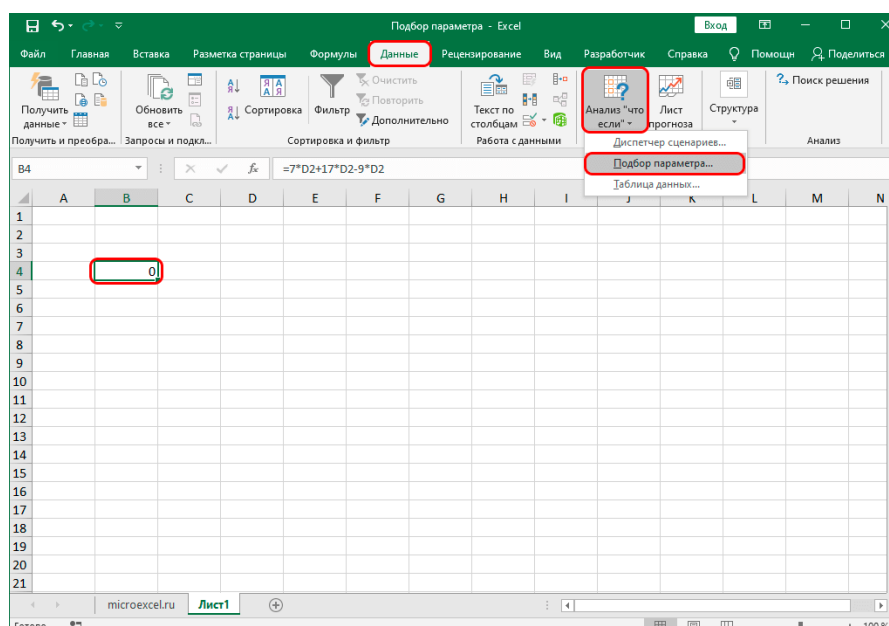 Подбор параметра - Excel
Вход
Файл Главная Вставка Разметка страницы Формулы Данные Рецензирование Вид Разработчик Справка Помощн Поделиться
Получить данные
Обновить все
Сортировка
Фильтр
Очистить
Повторить
Дополнительно
Текст по столбцам
Анализ "что если"
Лист прогноза
Структура
Поиск решения
Получить и преобра... Запросы и подкл... Сортировка и фильтр Работа с данными Анализ
Диспетчер сценариев...
Подбор параметра...
Таблица данных...
B4 fx =7*D2+17*D2-9*D2
A B C D E F G H I J K L M N
1
2
3
4 0
5
6
7
8
9
10
11
12
13
14
15
16
17
18
19
20
21
microexcel.ru Лист1
Готово 100 %